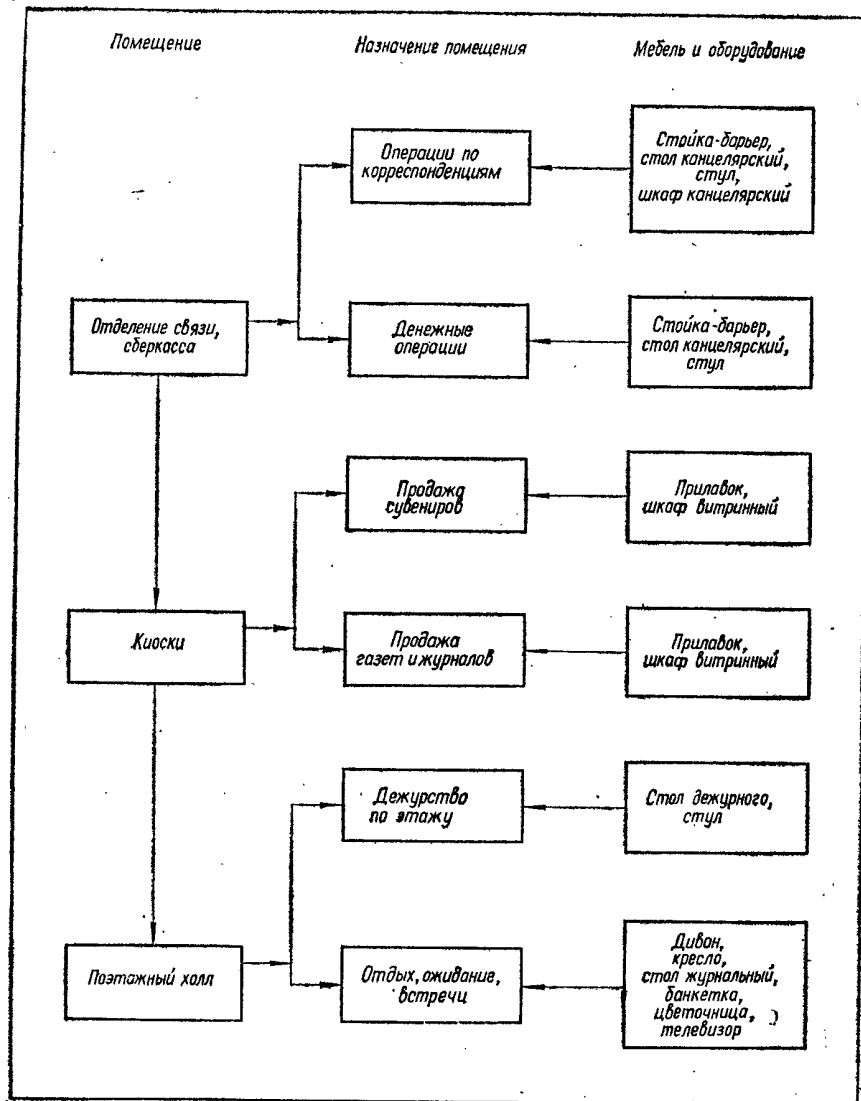 Помещение
Назначение помещения
Мебель и оборудование
Операции по
корреспонденциям
Стойка-барьер,
стол канцелярский,
стул,
шкаф канцелярский
Отделение связи,
сберкасса
Денежные
операции
Стойка-барьер,
стол канцелярский,
стул
Продажа
сувениров
Прилавок,
шкаф витринный
Киоски
Продажа
газет и журналов
Прилавок,
шкаф витринный
Дежурство
по этажу
Стол дежурного,
стул
Поэтажный холл
Отдых, ожидание,
встречи
Диван,
кресло,
стол журнальный,
банкетка,
цветочница,
телевизор